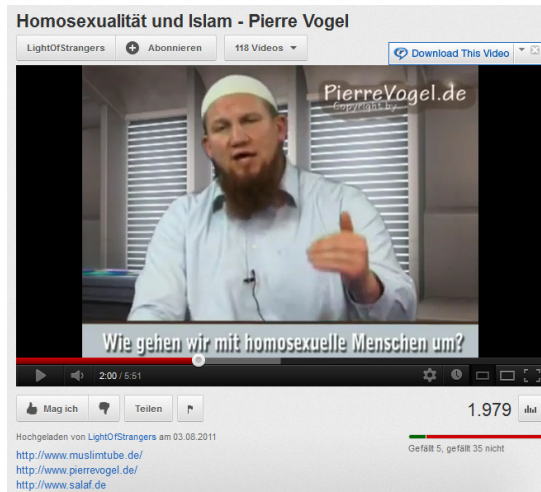 Homosexualität und Islam - Pierre Vogel
LightOfStrangers Abonnieren 118 Videos Download This Video
PierreVogel.de
Copyright by
Wie gehen wir mit homosexuelle Menschen um?
2:00 / 5:51
Mag ich Teilen 1.979
Hochgeladen von LightOfStrangers am 03.08.2011
Gefällt 5, gefällt 35 nicht
http://www.muslimtube.de/
http://www.pierrevogel.de/
http://www.salaf.de